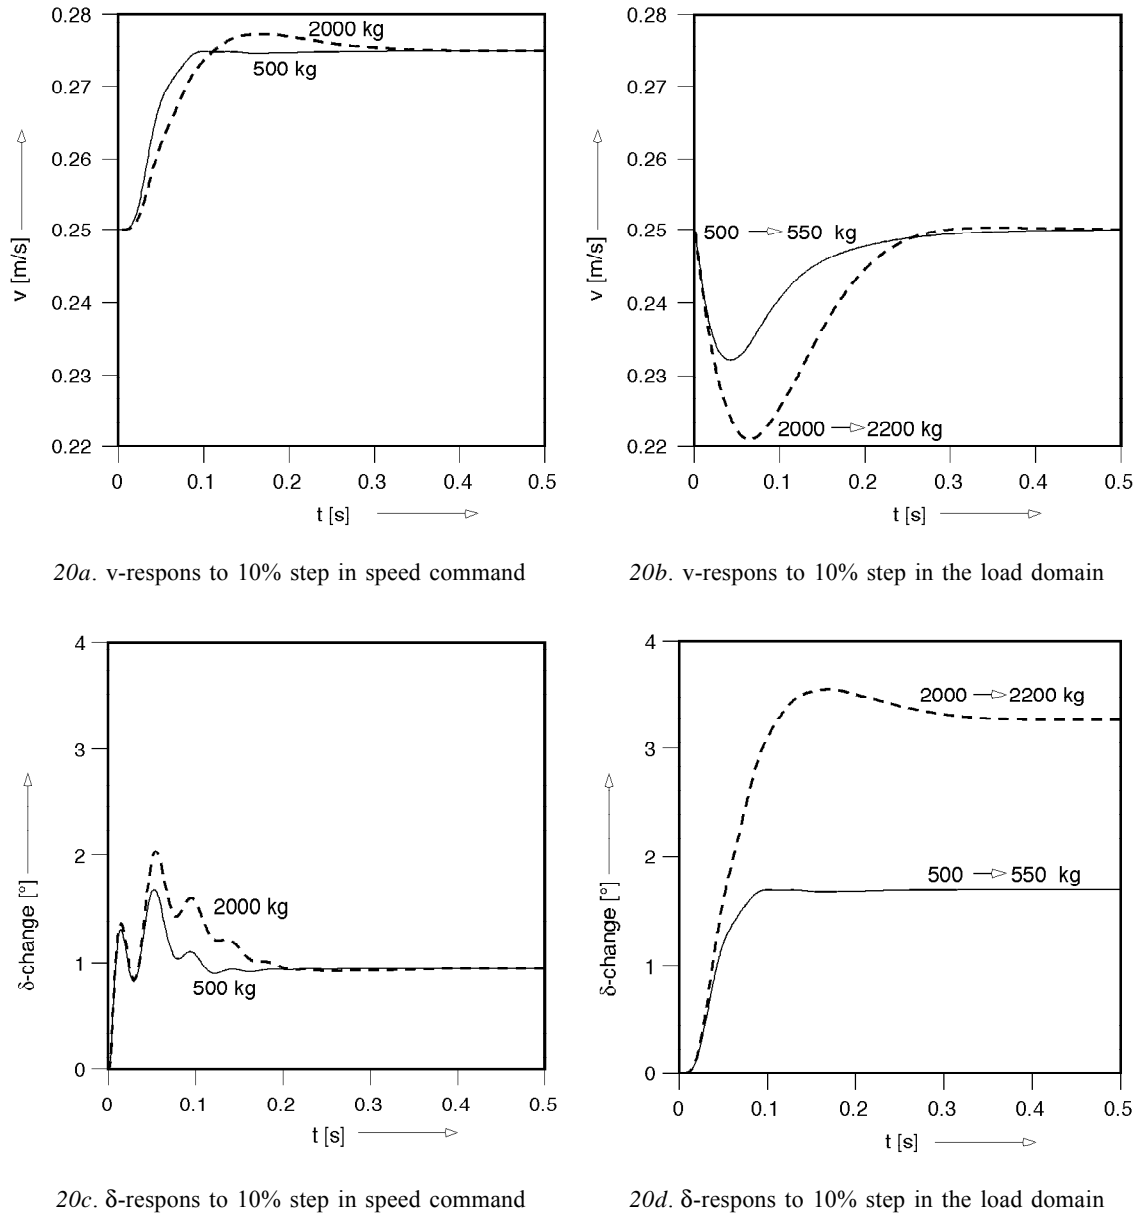 0.28
0.27
0.26
0.25
0.24
0.23
0.22
v [m/s]
2000 kg
500 kg
0
0.1
0.2
0.3
0.4
0.5
t [s]
20a. v-respons to 10% step in speed command
0.28
0.27
0.26
0.25
0.24
0.23
0.22
v [m/s]
500 → 550 kg
2000 → 2200 kg
0
0.1
0.2
0.3
0.4
0.5
t [s]
20b. v-respons to 10% step in the load domain
4
3
2
1
0
δ-change [°]
2000 kg
500 kg
0
0.1
0.2
0.3
0.4
0.5
t [s]
20c. δ-respons to 10% step in speed command
4
3
2
1
0
δ-change [°]
2000 → 2200 kg
500 → 550 kg
0
0.1
0.2
0.3
0.4
0.5
t [s]
20d. δ-respons to 10% step in the load domain